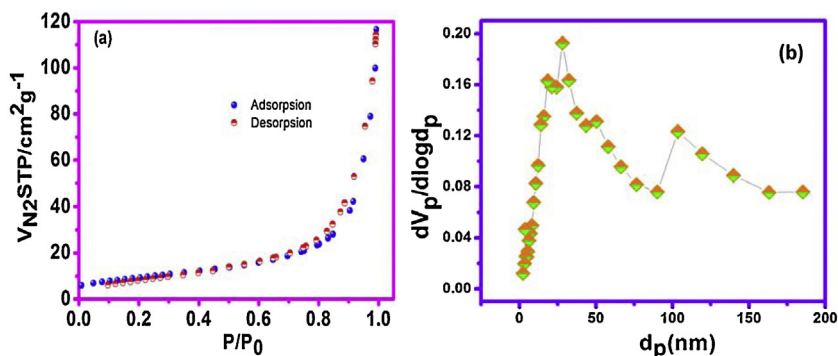 (a)
120
100
80
60
40
20
0
V_N2STP/cm²g-1
Adsorpsion
Desorpsion
0.0 0.2 0.4 0.6 0.8 1.0
P/P₀
(b)
0.20
0.16
0.12
0.08
0.04
0.00
dVₚ/dlogdₚ
0 50 100 150 200
dₚ(nm)